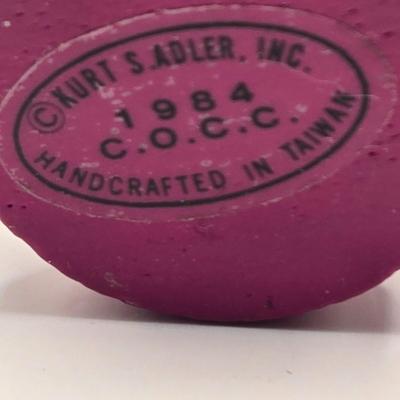 © KURT S. ADLER, INC.
1984
C.O.C.C.
HANDCRAFTED IN TAIWAN